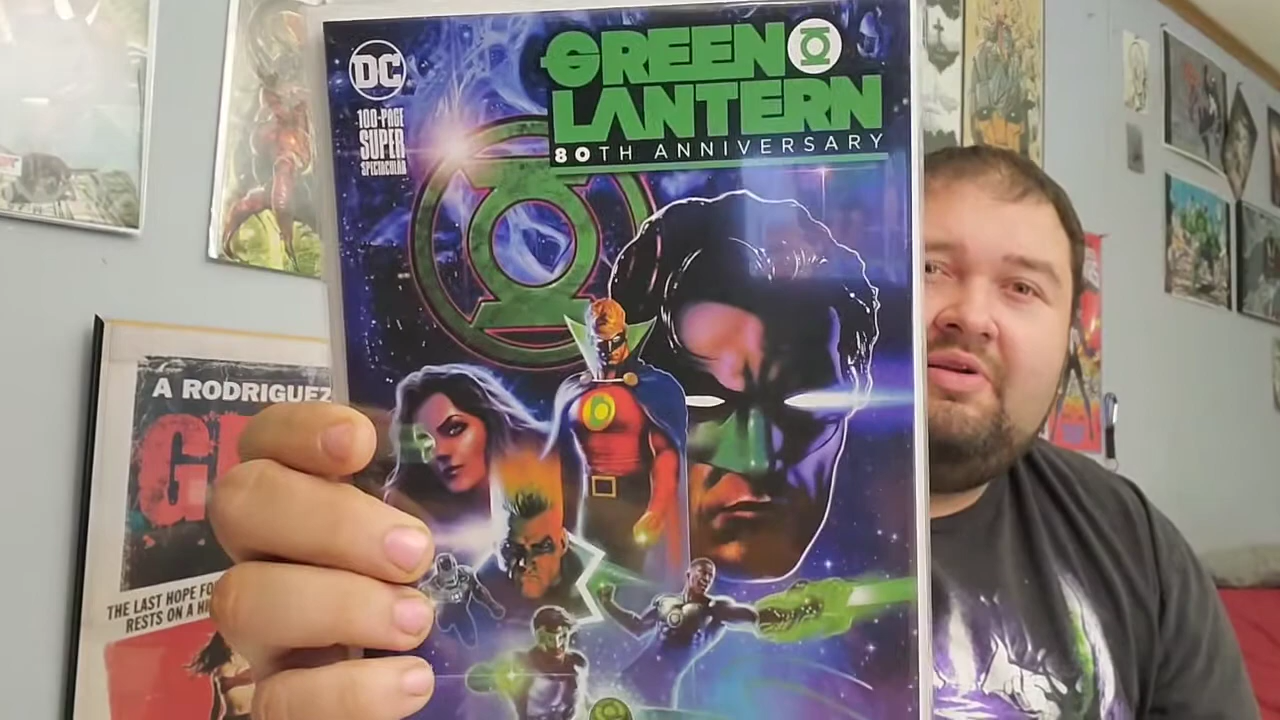 DC
100-PAGE
SUPER
SPECTACULAR
GREEN
LANTERN
80TH ANNIVERSARY
A RODRIGUEZ
THE LAST HOPE FO
RESTS ON A HI